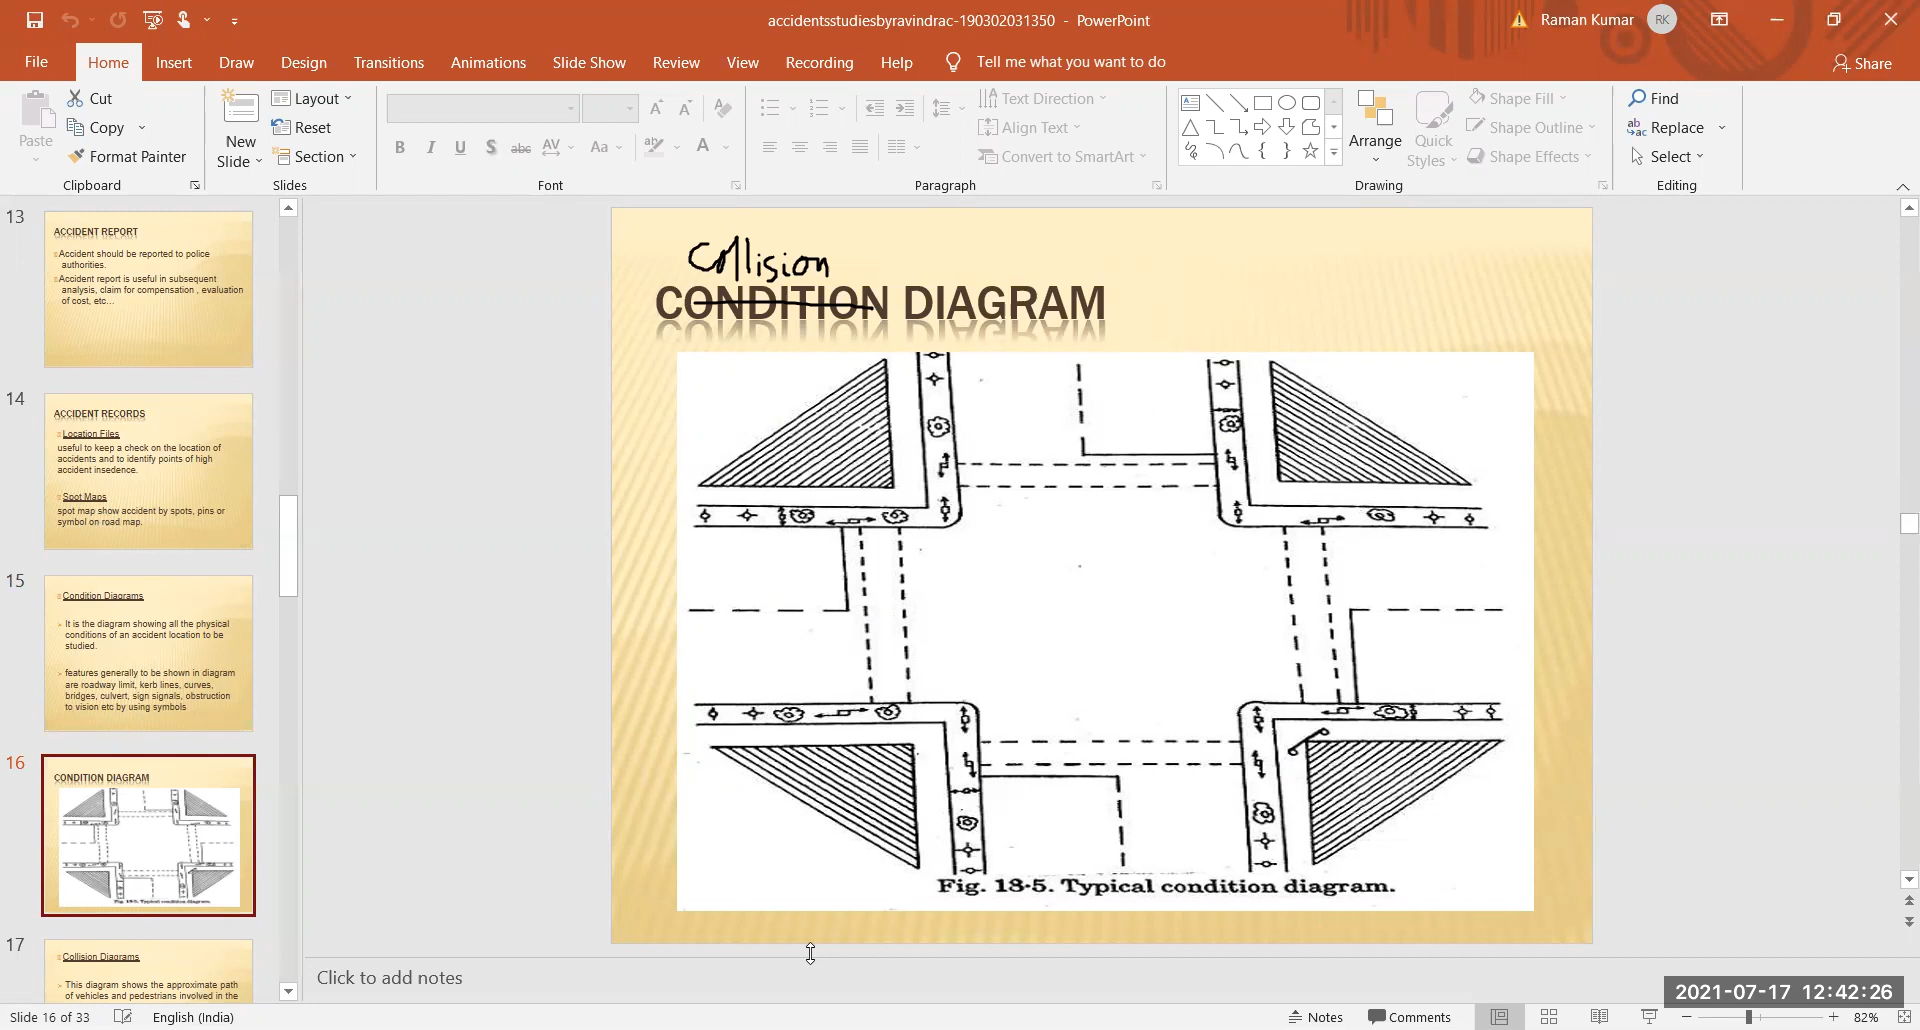 accidentsstudiesbyravindrac-190302031350 - PowerPoint
Raman Kumar RK
File Home Insert Draw Design Transitions Animations Slide Show Review View Recording Help Tell me what you want to do Share
Paste
Cut
Copy
Format Painter
Clipboard
New Slide
Layout
Reset
Section
Slides
B I U S abc AV Aa A
Font
Text Direction
Align Text
Convert to SmartArt
Paragraph
Arrange
Quick Styles
Shape Fill
Shape Outline
Shape Effects
Drawing
Find
Replace
Select
Editing
13
ACCIDENT REPORT
Accident should be reported to police
authorities.
Accident report is useful in subsequent
analysis, claim for compensation , evaluation
of cost, etc...
14
ACCIDENT RECORDS
Location Files
useful to keep a check on the location of
accidents and to identify points of high
accident insedence.
Spot Maps
spot map show accident by spots, pins or
symbol on road map.
15
Condition Diagrams
It is the diagram showing all the physical
conditions of an accident location to be
studied.
features generally to be shown in diagram
are roadway limit, kerb lines, curves,
bridges, culvert, sign signals, obstruction
to vision etc by using symbols
16
CONDITION DIAGRAM
Fig. 18·5. Typical condition diagram.
17
Collision Diagrams
This diagram shows the approximate path
of vehicles and pedestrians involved in the
Collision
CONDITION DIAGRAM
Fig. 18·5. Typical condition diagram.
Click to add notes
2021-07-17 12:42:26
Slide 16 of 33 English (India) Notes Comments 82%